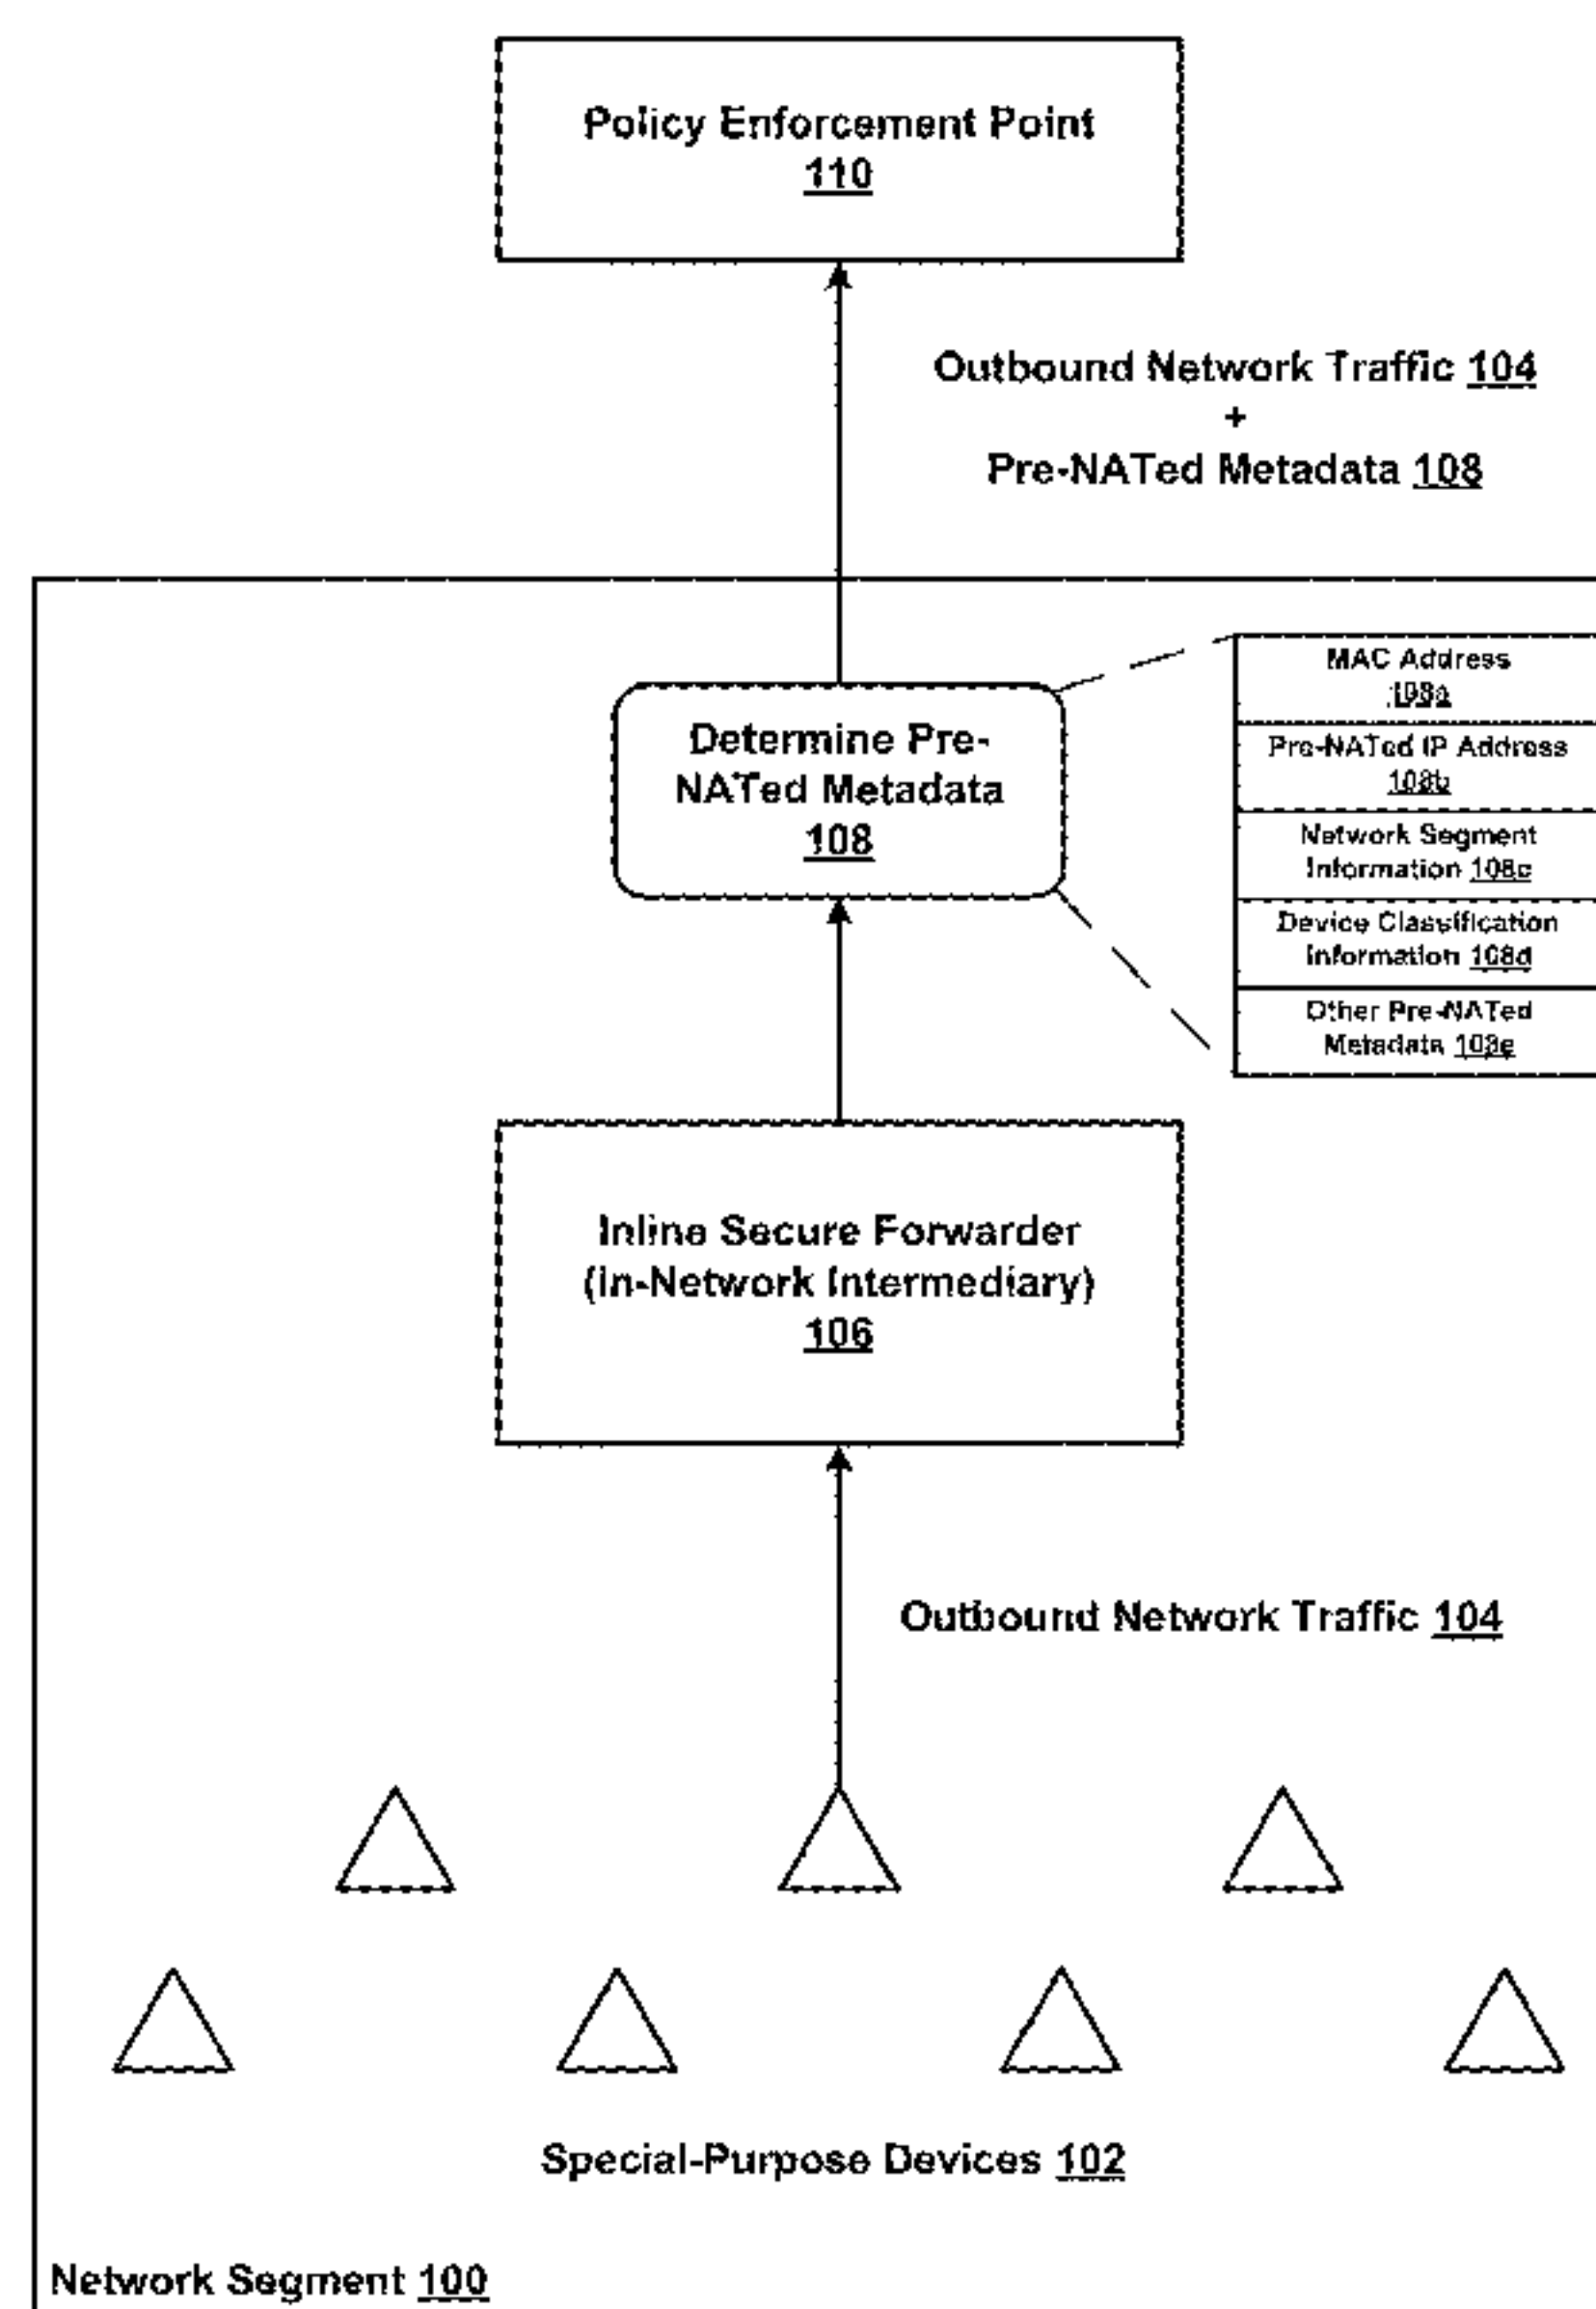 Policy Enforcement Point
110
Outbound Network Traffic 104
+
Pre-NATed Metadata 108
Determine Pre-
NATed Metadata
108
MAC Address
108a
Pre-NATed IP Address
108b
Network Segment
Information 108c
Device Classification
Information 108d
Other Pre-NATed
Metadata 108e
Inline Secure Forwarder
(In-Network Intermediary)
106
Outbound Network Traffic 104
Special-Purpose Devices 102
Network Segment 100